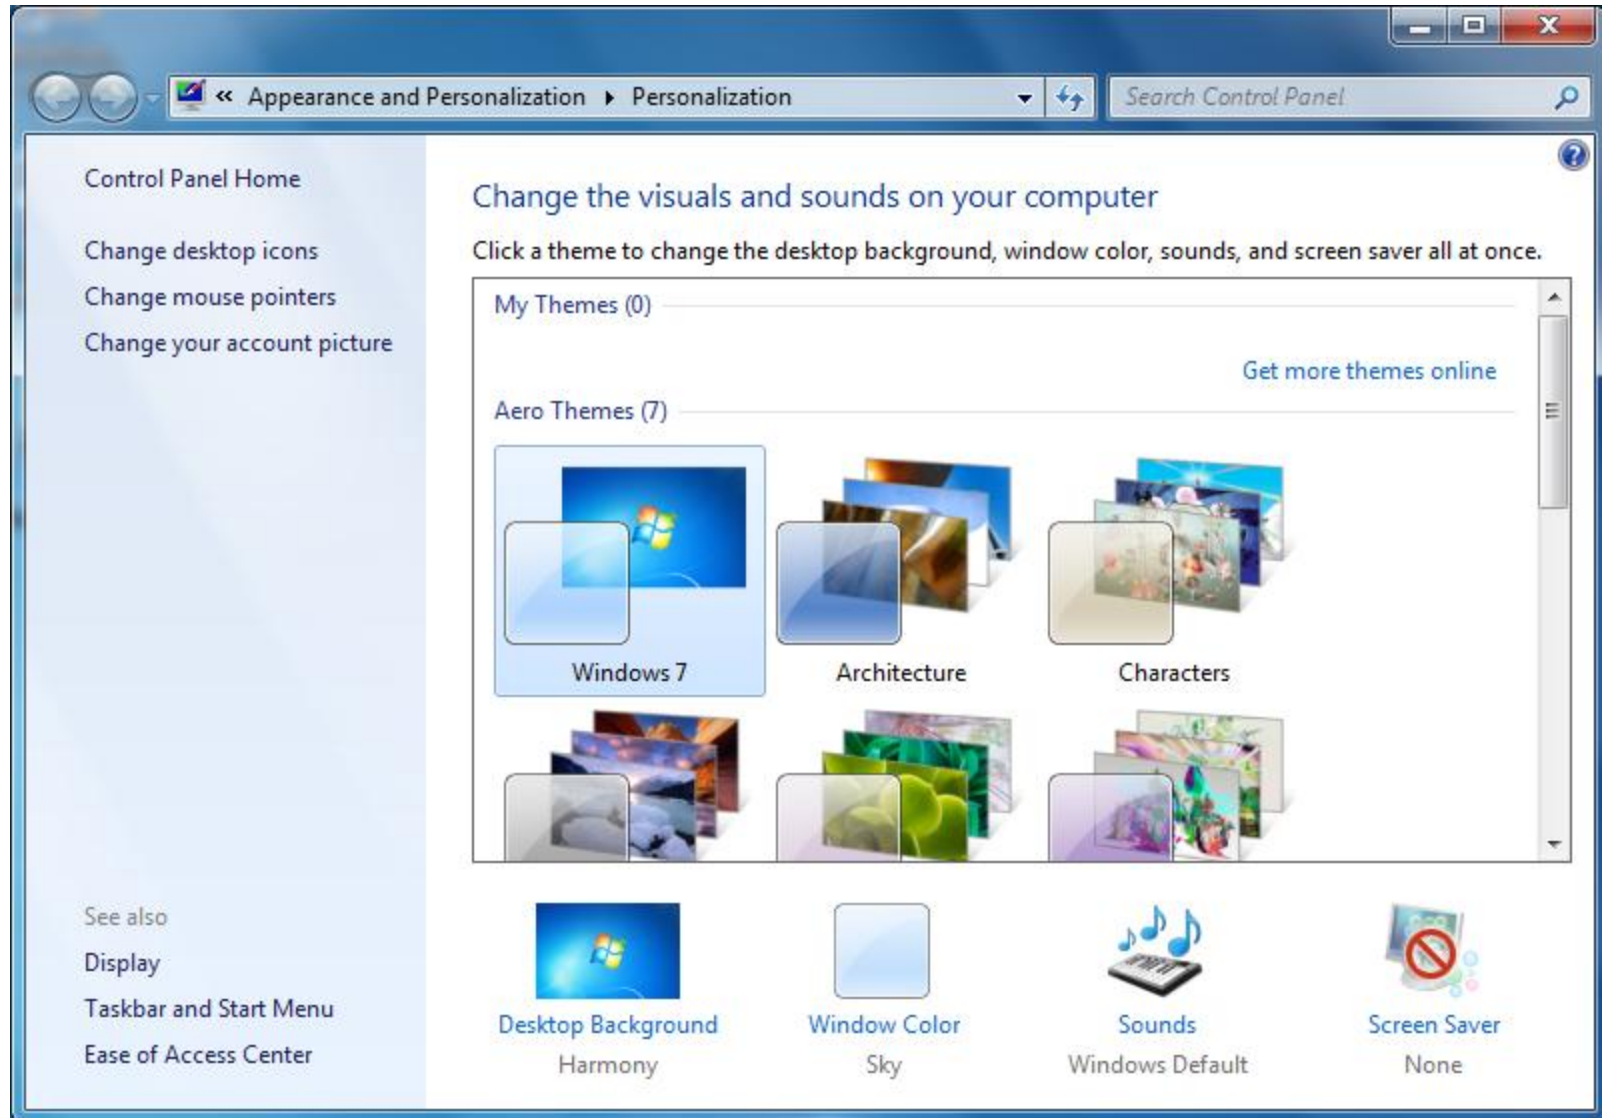 « Appearance and Personalization ▸ Personalization
Search Control Panel
Control Panel Home
Change desktop icons
Change mouse pointers
Change your account picture
See also
Display
Taskbar and Start Menu
Ease of Access Center
Change the visuals and sounds on your computer
Click a theme to change the desktop background, window color, sounds, and screen saver all at once.
My Themes (0)
Get more themes online
Aero Themes (7)
Windows 7
Architecture
Characters
Desktop Background
Harmony
Window Color
Sky
Sounds
Windows Default
Screen Saver
None